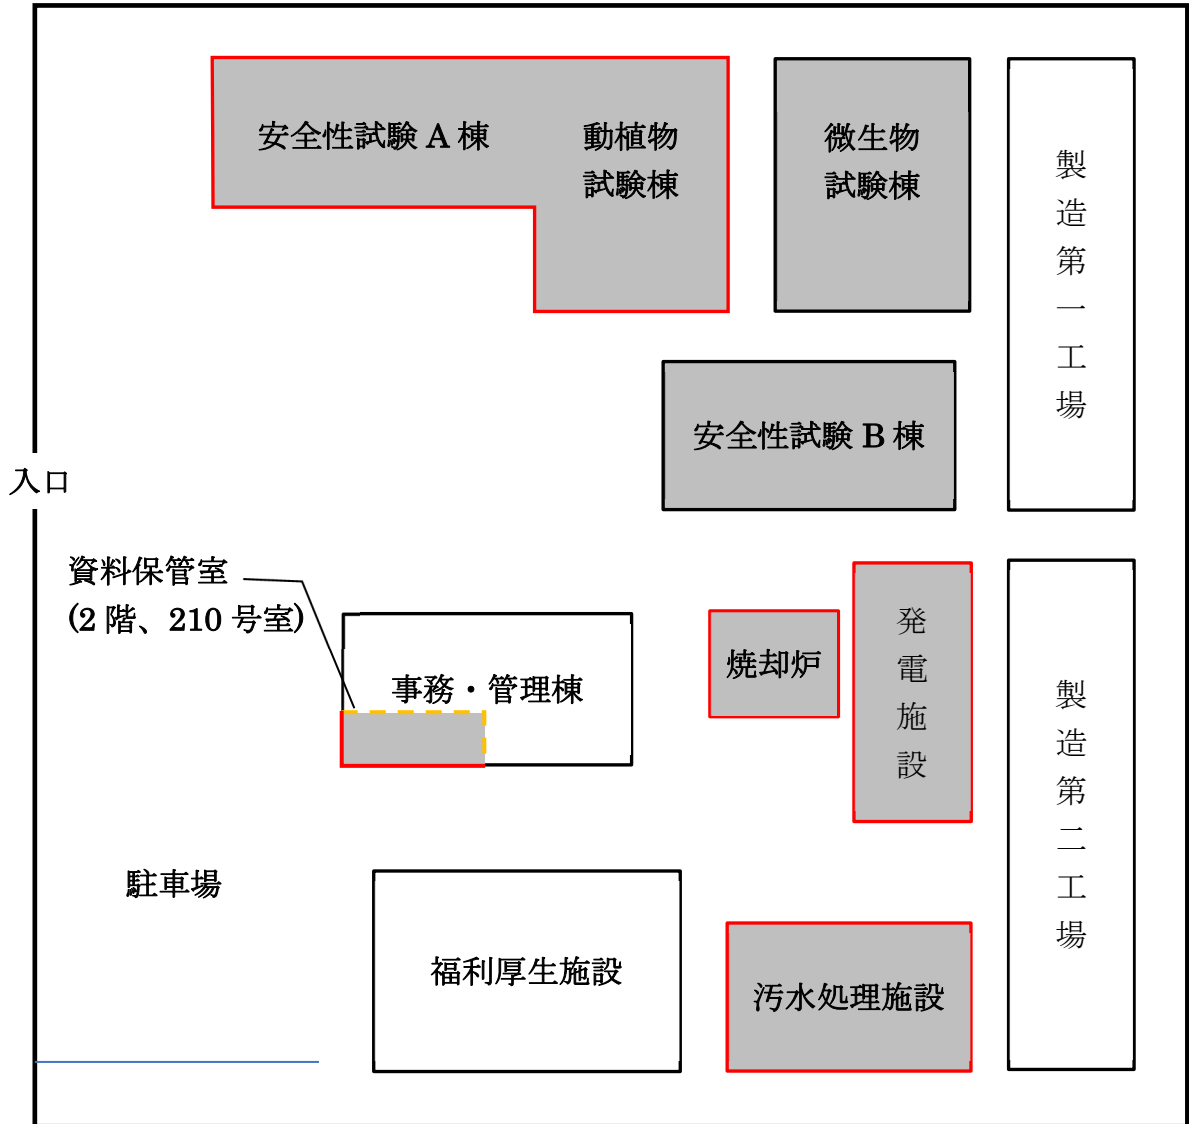 安全性試験 A 棟
動植物
試験棟
微生物
試験棟
製造第一工場
安全性試験 B 棟
入口
資料保管室
(2 階、210 号室)
事務・管理棟
焼却炉
発電施設
製造第二工場
駐車場
福利厚生施設
汚水処理施設